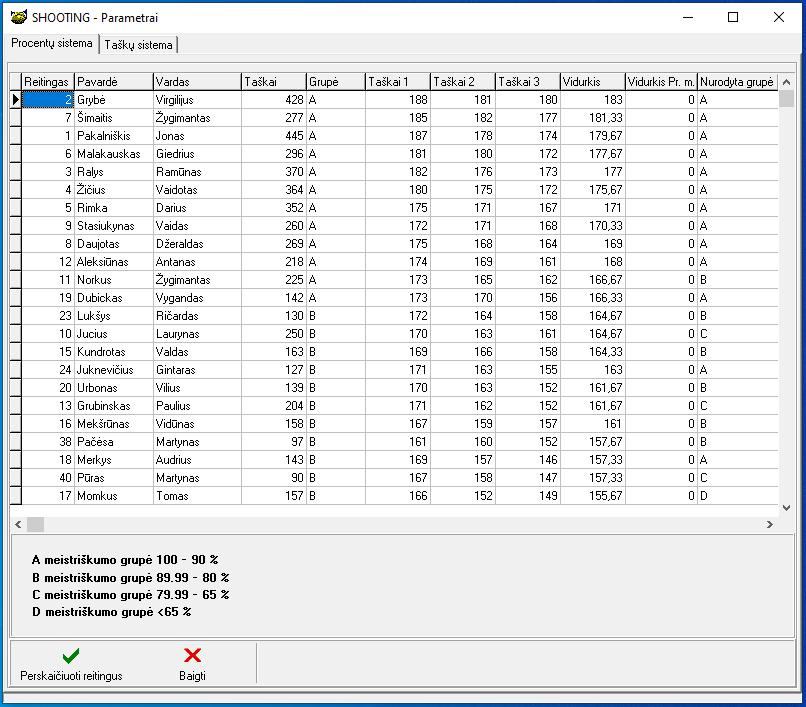 SHOOTING - Parametrai
Procentų sistema Taškų sistema
Reitingas Pavardė Vardas Taškai Grupė Taškai 1 Taškai 2 Taškai 3 Vidurkis Vidurkis Pr. m. Nurodyta grupė
2 Grybė Virgilijus 428 A 188 181 180 183 0 A
7 Šimaitis Žygimantas 277 A 185 182 177 181,33 0 A
1 Pakalniškis Jonas 445 A 187 178 174 179,67 0 A
6 Malakauskas Giedrius 296 A 181 180 172 177,67 0 A
3 Ralys Ramūnas 370 A 182 176 173 177 0 A
4 Žičius Vaidotas 364 A 180 175 172 175,67 0 A
5 Rimka Darius 352 A 175 171 167 171 0 A
9 Stasiukynas Vaidas 260 A 172 171 168 170,33 0 A
8 Daujotas Džeraldas 269 A 175 168 164 169 0 A
12 Aleksiūnas Antanas 218 A 174 169 161 168 0 A
11 Norkus Žygimantas 225 A 173 165 162 166,67 0 B
19 Dubickas Vygandas 142 A 173 170 156 166,33 0 A
23 Lukšys Ričardas 130 B 172 164 158 164,67 0 B
10 Jucius Laurynas 250 B 170 163 161 164,67 0 C
15 Kundrotas Valdas 163 B 169 166 158 164,33 0 B
24 Juknevičius Gintaras 127 B 171 163 155 163 0 A
20 Urbonas Vilius 139 B 170 163 152 161,67 0 B
13 Grubinskas Paulius 204 B 171 162 152 161,67 0 C
16 Mekšrūnas Vidūnas 158 B 167 159 157 161 0 B
38 Pačėsa Martynas 97 B 161 160 152 157,67 0 B
18 Merkys Audrius 143 B 169 157 146 157,33 0 A
40 Pūras Martynas 90 B 167 158 147 157,33 0 C
17 Momkus Tomas 157 B 166 152 149 155,67 0 D
A meistriškumo grupė 100 - 90 %
B meistriškumo grupė 89.99 - 80 %
C meistriškumo grupė 79.99 - 65 %
D meistriškumo grupė <65 %
Perskaičiuoti reitingus Baigti